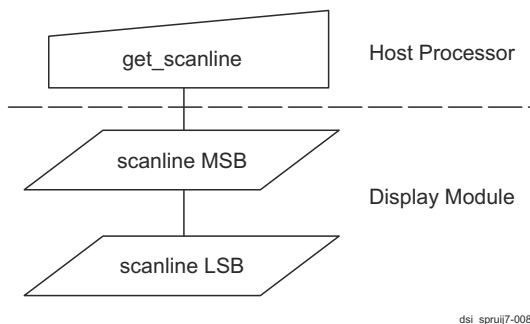 get_scanline
Host Processor
scanline MSB
Display Module
scanline LSB
dsi_spruij7-008